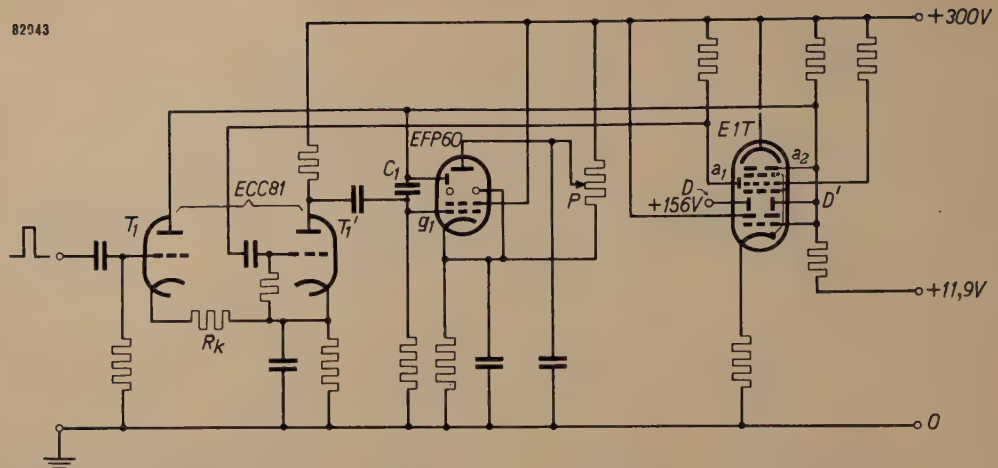 82943
+300V
EFP60
E1T
a₁
a₂
C₁
D
+156V
D'
ECC81
P
T₁
T₁'
g₁
+11,9V
Rₖ
0